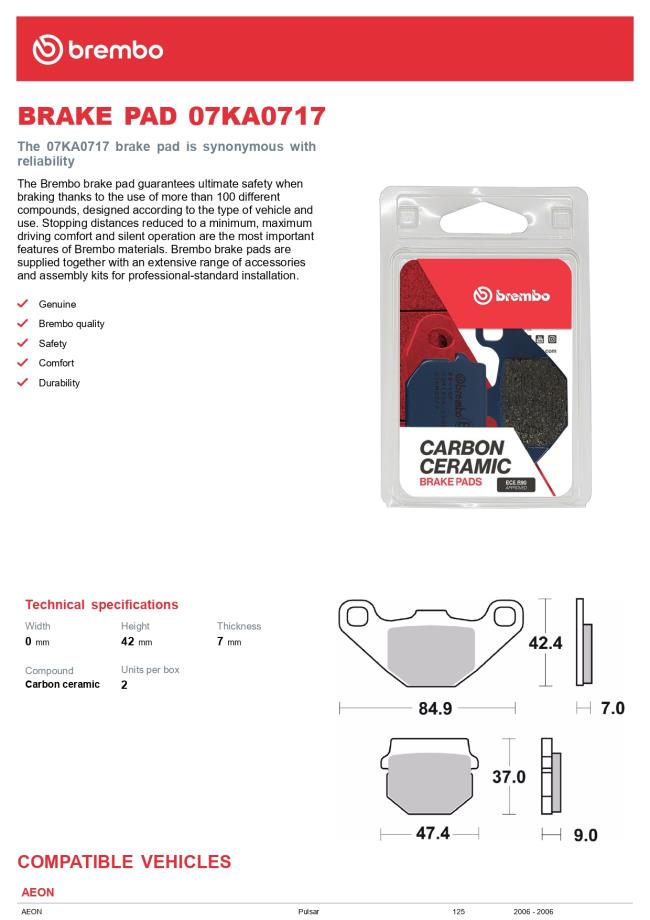 brembo
BRAKE PAD 07KA0717
The 07KA0717 brake pad is synonymous with
reliability
The Brembo brake pad guarantees ultimate safety when
braking thanks to the use of more than 100 different
compounds, designed according to the type of vehicle and
use. Stopping distances reduced to a minimum, maximum
driving comfort and silent operation are the most important
features of Brembo materials. Brembo brake pads are
supplied together with an extensive range of accessories
and assembly kits for professional-standard installation.
Genuine
Brembo quality
Safety
Comfort
Durability
brembo
.com
brembo
CARBON
CERAMIC
BRAKE PADS
ECE R90
APPROVED
Technical specifications
Width Height Thickness
0 mm 42 mm 7 mm
Compound Units per box
Carbon ceramic 2
42.4
84.9 7.0
37.0
47.4 9.0
COMPATIBLE VEHICLES
AEON
AEON Pulsar 125 2006 - 2006